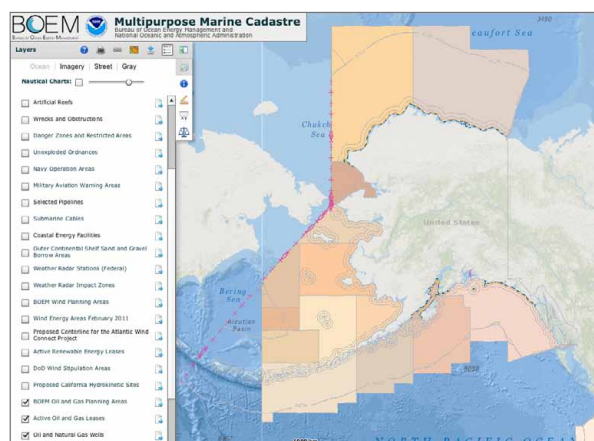 BOEM
Bureau of Ocean Energy Management
NOAA
Multipurpose Marine Cadastre
Bureau of Ocean Energy Management and
National Oceanic and Atmospheric Administration
Layers
Ocean | Imagery | Street | Gray
Nautical Charts:
Artificial Reefs
Wrecks and Obstructions
Danger Zones and Restricted Areas
Unexploded Ordnances
Navy Operation Areas
Military Aviation Warning Areas
Selected Pipelines
Submarine Cables
Coastal Energy Facilities
Outer Continental Shelf Sand and Gravel
Borrow Areas
Weather Radar Stations (Federal)
Weather Radar Impact Zones
BOEM Wind Planning Areas
Wind Energy Areas February 2011
Proposed Centerline for the Atlantic Wind
Connect Project
Active Renewable Energy Leases
DoD Wind Stipulation Areas
Proposed California Hydrokinetic Sites
BOEM Oil and Gas Planning Areas
Active Oil and Gas Leases
Oil and Natural Gas Wells
XY
eaufort Sea
Chukch
Sea
United States
Bering
Sea
Aleutian
Basin
NORTH PACIFIC OCEAN